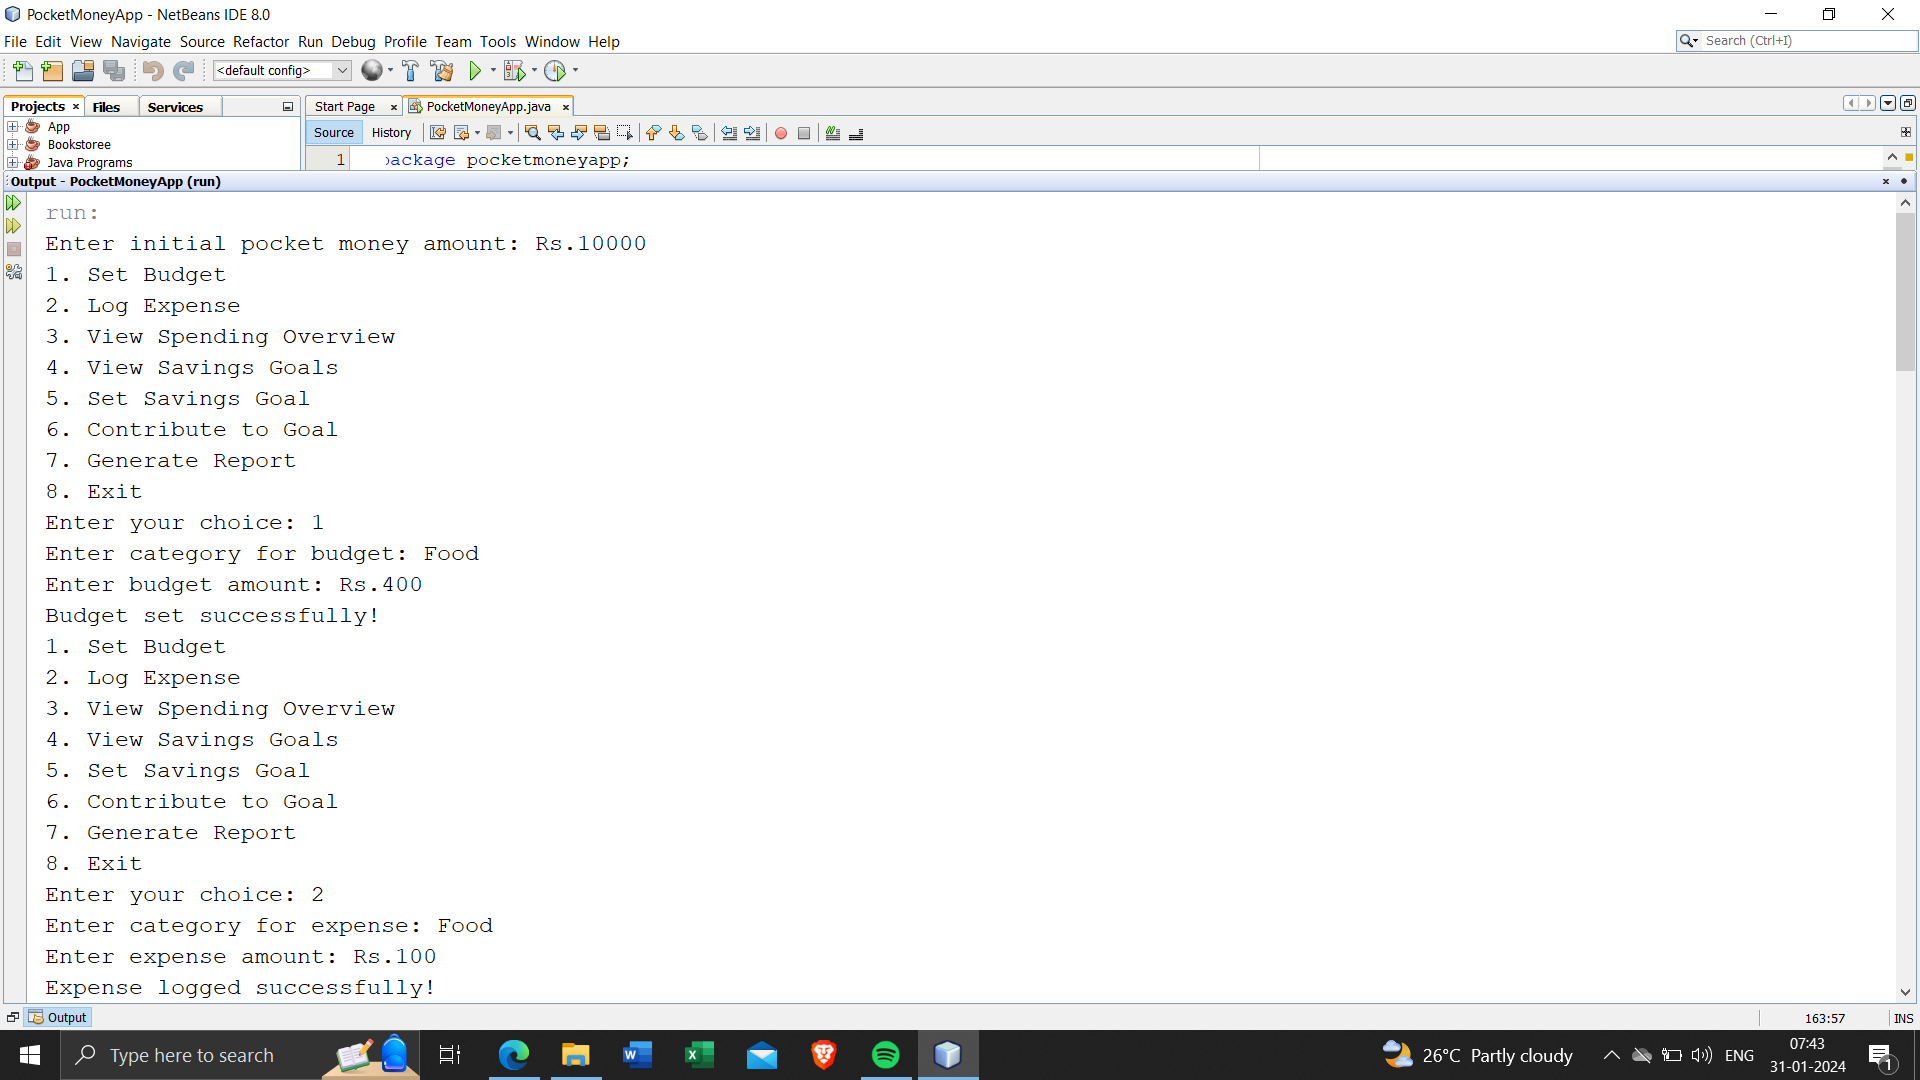 PocketMoneyApp - NetBeans IDE 8.0
File Edit View Navigate Source Refactor Run Debug Profile Team Tools Window Help
Search (Ctrl+I)
<default config>
Projects Files Services
Start Page PocketMoneyApp.java
App
Source History
Bookstoree
Java Programs
1 package pocketmoneyapp;
Output - PocketMoneyApp (run)
run:
Enter initial pocket money amount: Rs.10000
1. Set Budget
2. Log Expense
3. View Spending Overview
4. View Savings Goals
5. Set Savings Goal
6. Contribute to Goal
7. Generate Report
8. Exit
Enter your choice: 1
Enter category for budget: Food
Enter budget amount: Rs.400
Budget set successfully!
1. Set Budget
2. Log Expense
3. View Spending Overview
4. View Savings Goals
5. Set Savings Goal
6. Contribute to Goal
7. Generate Report
8. Exit
Enter your choice: 2
Enter category for expense: Food
Enter expense amount: Rs.100
Expense logged successfully!
Output
163:57 INS
Type here to search
26°C Partly cloudy
ENG
07:43
31-01-2024
1